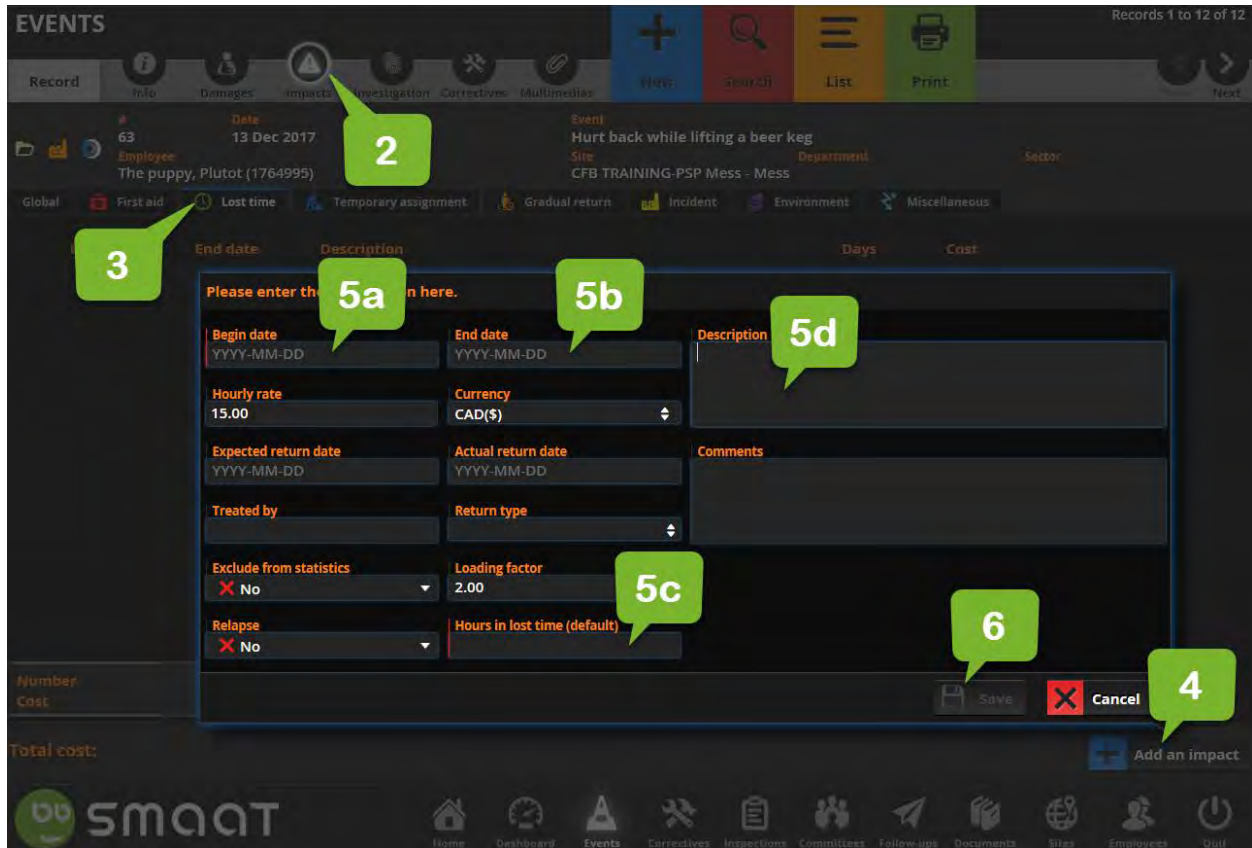 EVENTS
Records 1 to 12 of 12
Record
Info
Damages
Impacts
Investigation
Correctives
Multimedias
New
Search
List
Print
Next
2
# Date Event
63 13 Dec 2017 Hurt back while lifting a beer keg
Employee Site Department Sector
The puppy, Plutot (1764995) CFB TRAINING-PSP Mess - Mess
Global First aid Lost time Temporary assignment Gradual return Incident Environment Miscellaneous
3
End date Description Days Cost
Please enter the n here.
5a
5b
5d
Begin date End date Description
YYYY-MM-DD YYYY-MM-DD
Hourly rate Currency
15.00 CAD($)
Expected return date Actual return date Comments
YYYY-MM-DD YYYY-MM-DD
Treated by Return type
Exclude from statistics Loading factor
No 2.00
5c
Relapse Hours in lost time (default)
No
6
4
Number
Cost
Save Cancel
Total cost:
Add an impact
smaat
Home Dashboard Events Correctives Inspections Committees Follow-ups Documents Sites Employees Out!